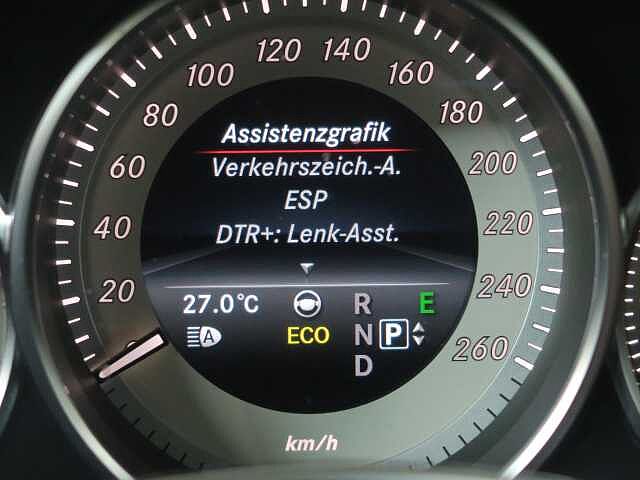 120 140
100 160
80 180
60 200
40 220
20 240
0 260
Assistenzgrafik
Verkehrszeich.-A.
ESP
DTR+: Lenk-Asst.
27.0°C R E
A ECO N P
D
km/h